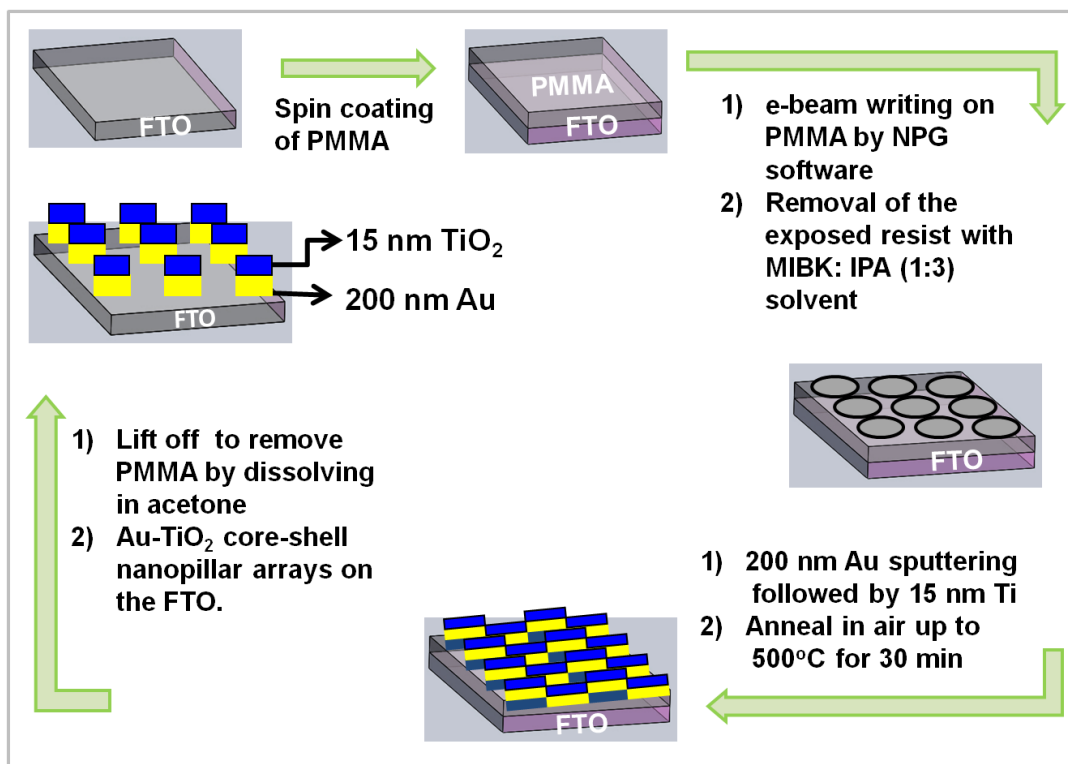 FTO
Spin coating
of PMMA
PMMA
FTO
1) e-beam writing on
PMMA by NPG
software
2) Removal of the
exposed resist with
MIBK: IPA (1:3)
solvent
FTO
1) 200 nm Au sputtering
followed by 15 nm Ti
2) Anneal in air up to
500°C for 30 min
FTO
1) Lift off to remove
PMMA by dissolving
in acetone
2) Au-TiO₂ core-shell
nanopillar arrays on
the FTO.
15 nm TiO₂
200 nm Au
FTO